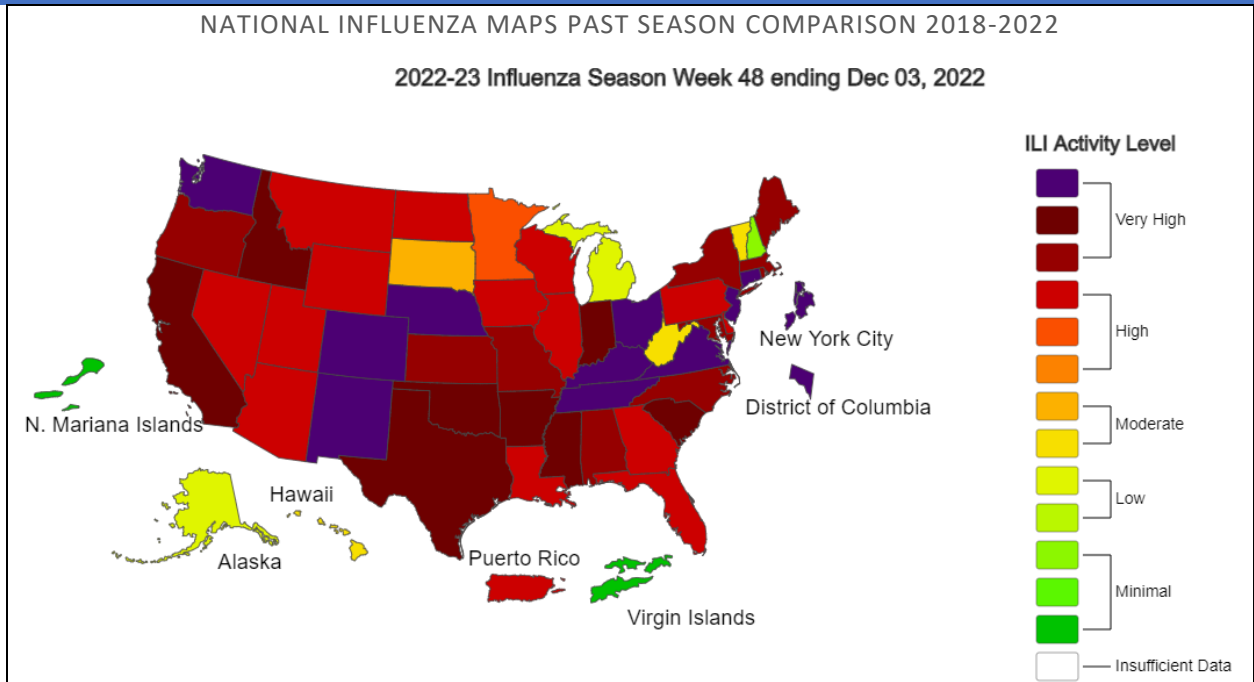 NATIONAL INFLUENZA MAPS PAST SEASON COMPARISON 2018-2022
2022-23 Influenza Season Week 48 ending Dec 03, 2022
ILI Activity Level
Very High
High
Moderate
Low
Minimal
Insufficient Data
New York City
District of Columbia
N. Mariana Islands
Hawaii
Alaska
Puerto Rico
Virgin Islands